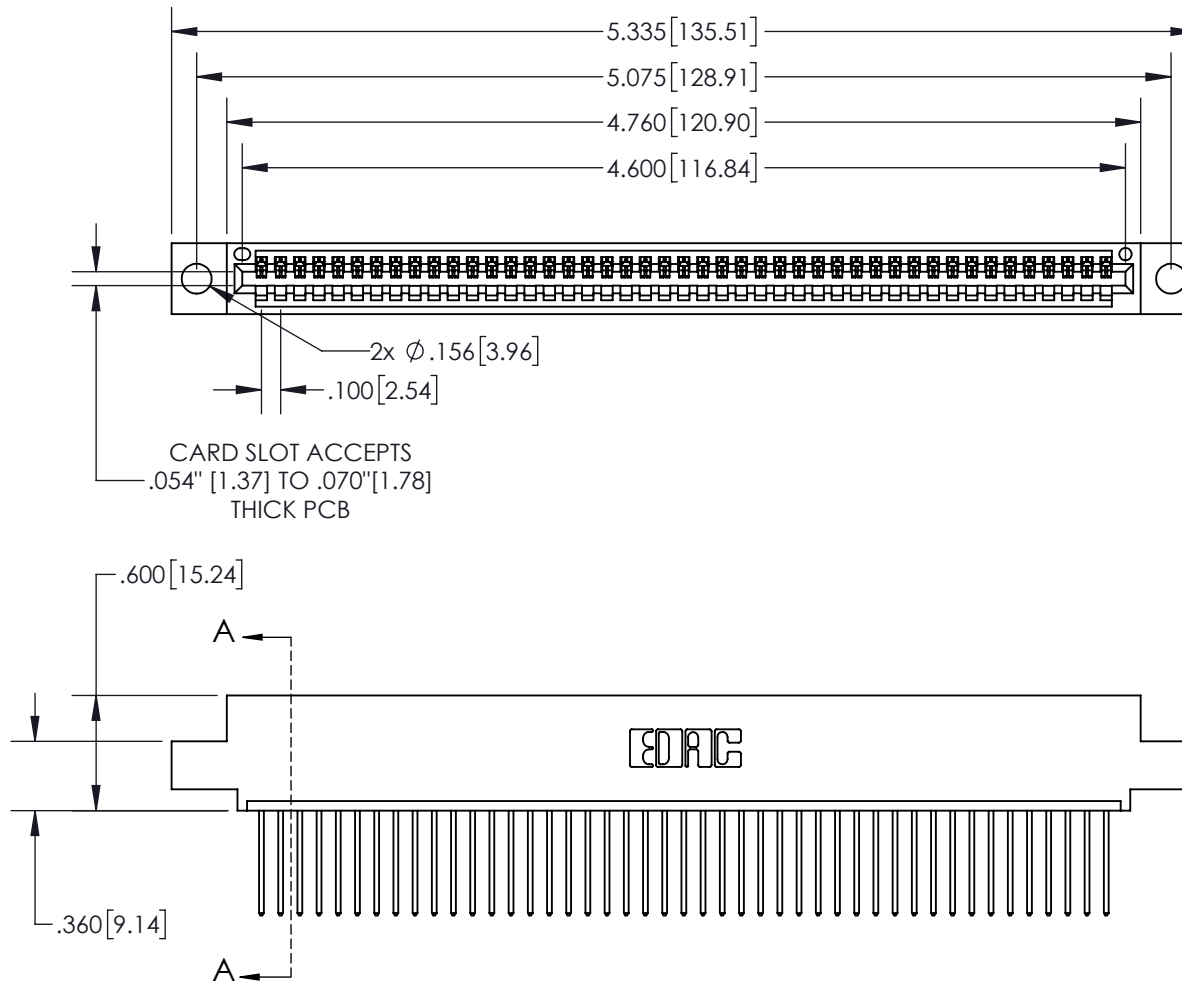 5.335[135.51]
5.075[128.91]
4.760[120.90]
4.600[116.84]
2x Ø.156[3.96]
.100[2.54]
CARD SLOT ACCEPTS
.054" [1.37] TO .070"[1.78]
THICK PCB
.600[15.24]
A
EDAC
.360[9.14]
A